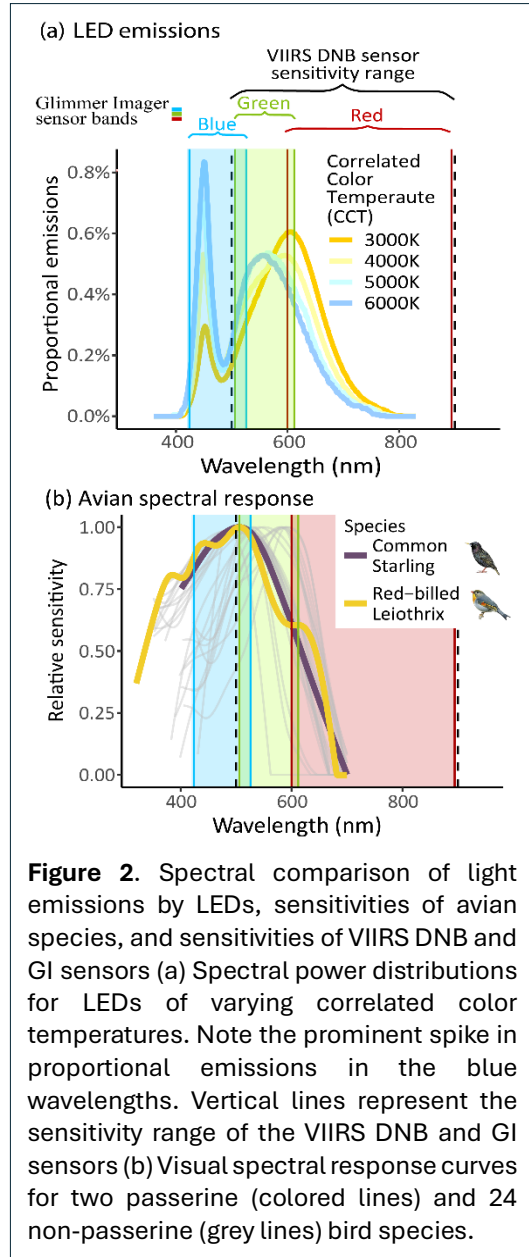 (a) LED emissions
VIIRS DNB sensor
sensitivity range
Glimmer Imager
sensor bands
Blue
Green
Red
Correlated
Color
Temperaute
(CCT)
3000K
4000K
5000K
6000K
Proportional emissions
0.8%
0.6%
0.4%
0.2%
0.0%
400
600
800
Wavelength (nm)
(b) Avian spectral response
Species
Common
Starling
Red-billed
Leiothrix
Relative sensitivity
1.00
0.75
0.50
0.25
0.00
400
600
800
Wavelength (nm)
Figure 2. Spectral comparison of light
emissions by LEDs, sensitivities of avian
species, and sensitivities of VIIRS DNB and
GI sensors (a) Spectral power distributions
for LEDs of varying correlated color
temperatures. Note the prominent spike in
proportional emissions in the blue
wavelengths. Vertical lines represent the
sensitivity range of the VIIRS DNB and GI
sensors (b) Visual spectral response curves
for two passerine (colored lines) and 24
non-passerine (grey lines) bird species.